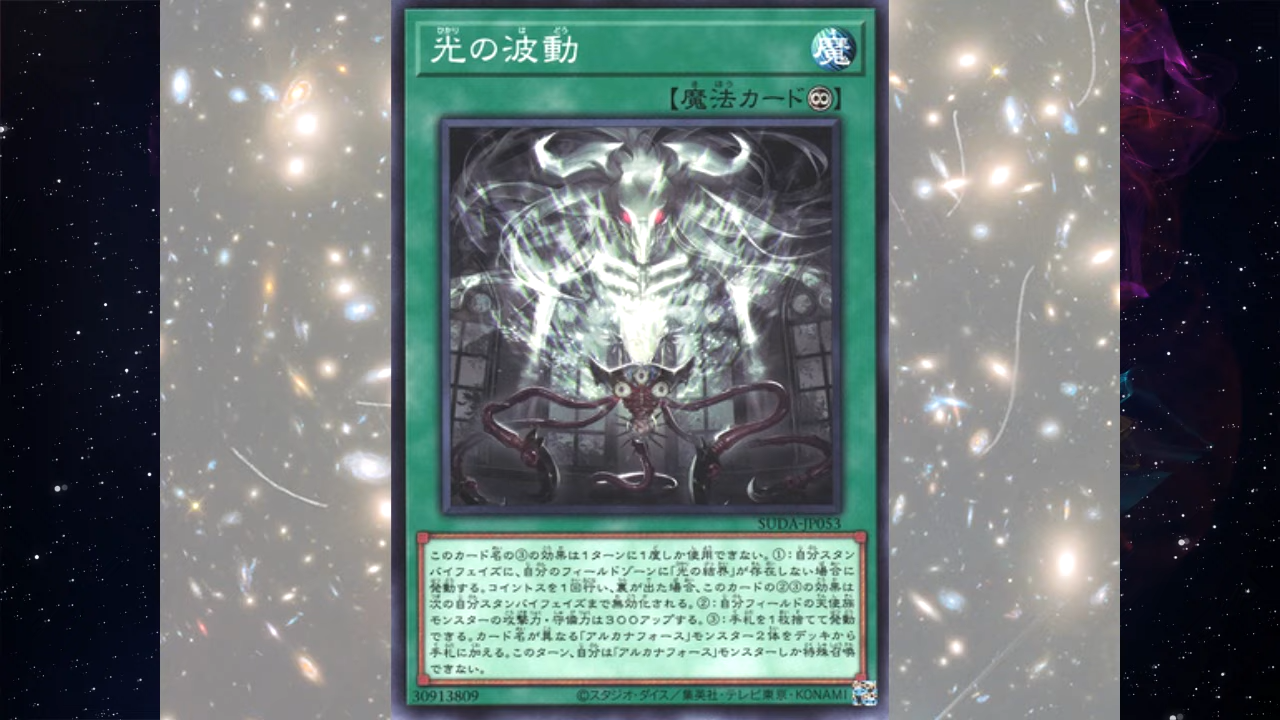 光の波動
魔
【魔法カード】
SUDA-JP053
このカード名の③の効果は１ターンに１度しか使用できない。①：自分スタン
バイフェイズに、自分のフィールドゾーンに「光の結界」が存在しない場合に
発動する。コイントスを１回行い、裏が出た場合、このカードの②③の効果は
次の自分スタンバイフェイズまで無効化される。②：自分フィールドの天使族
モンスターの攻撃力・守備力は３００アップする。③：手札を１枚捨てて発動
できる。カード名が異なる「アルカナフォース」モンスター２体をデッキから
手札に加える。このターン、自分は「アルカナフォース」モンスターしか特殊召喚
できない。
30913809
©スタジオ・ダイス／集英社・テレビ東京・KONAMI